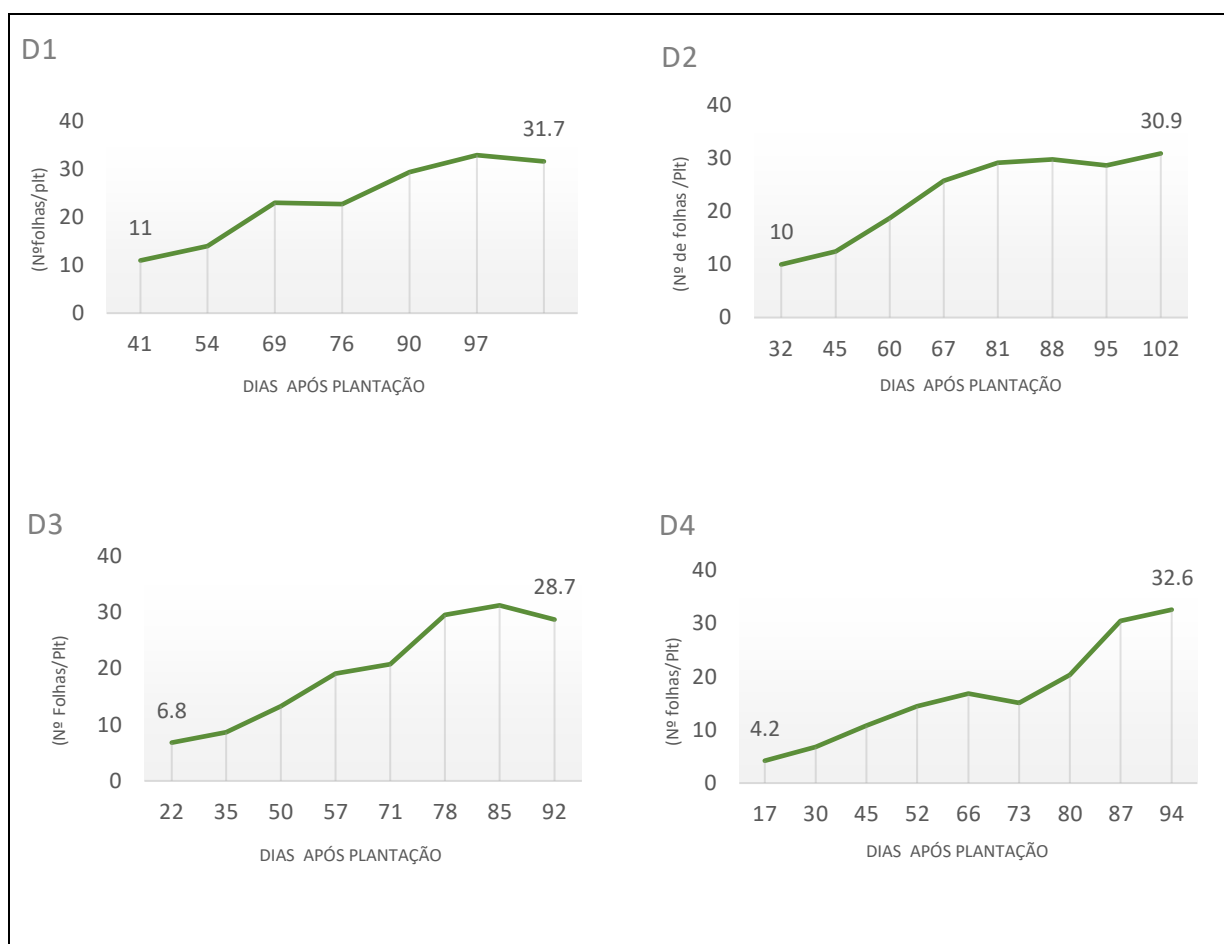 D1
(Nºfolhas/plt)
40
30
20
10
0
11
31.7
41 54 69 76 90 97
DIAS APÓS PLANTAÇÃO
D2
(Nº de folhas /Plt)
40
30
20
10
0
10
30.9
32 45 60 67 81 88 95 102
DIAS APÓS PLANTAÇÃO
D3
(Nº Folhas/Plt)
40
30
20
10
0
6.8
28.7
22 35 50 57 71 78 85 92
DIAS APÓS PLANTAÇÃO
D4
(Nº folhas/Plt)
40
30
20
10
0
4.2
32.6
17 30 45 52 66 73 80 87 94
DIAS APÓS PLANTAÇÃO